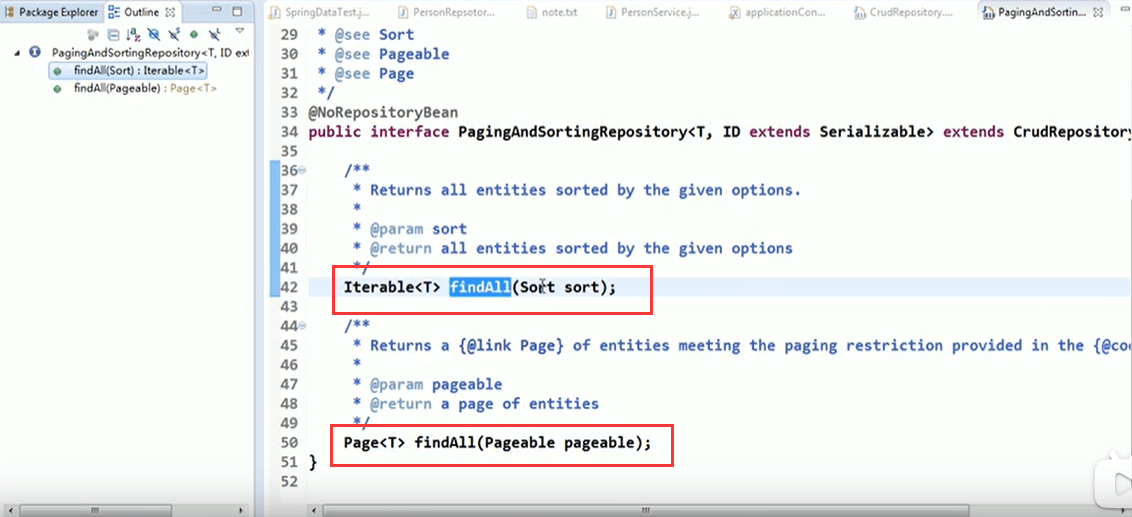 Package Explorer
Outline
SpringDataTest.j...
PersonRepsotor...
note.txt
PersonService.j...
applicationCon...
CrudRepository....
PagingAndSortin...
PagingAndSortingRepository<T, ID ext
findAll(Sort) : Iterable<T>
findAll(Pageable) : Page<T>
29 * @see Sort
30 * @see Pageable
31 * @see Page
32 */
33 @NoRepositoryBean
34 public interface PagingAndSortingRepository<T, ID extends Serializable> extends CrudRepository
35
36 /**
37 * Returns all entities sorted by the given options.
38 *
39 * @param sort
40 * @return all entities sorted by the given options
41 */
42 Iterable<T> findAll(Sort sort);
43
44 /**
45 * Returns a {@link Page} of entities meeting the paging restriction provided in the {@co
46 *
47 * @param pageable
48 * @return a page of entities
49 */
50 Page<T> findAll(Pageable pageable);
51 }
52